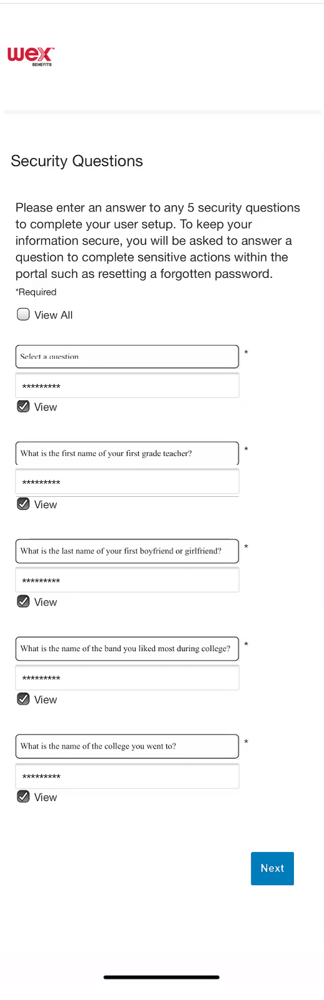 wex™
BENEFITS
Security Questions
Please enter an answer to any 5 security questions
to complete your user setup. To keep your
information secure, you will be asked to answer a
question to complete sensitive actions within the
portal such as resetting a forgotten password.
*Required
View All
Select a question
*
*********
View
What is the first name of your first grade teacher?
*
*********
View
What is the last name of your first boyfriend or girlfriend?
*
*********
View
What is the name of the band you liked most during college?
*
*********
View
What is the name of the college you went to?
*
*********
View
Next